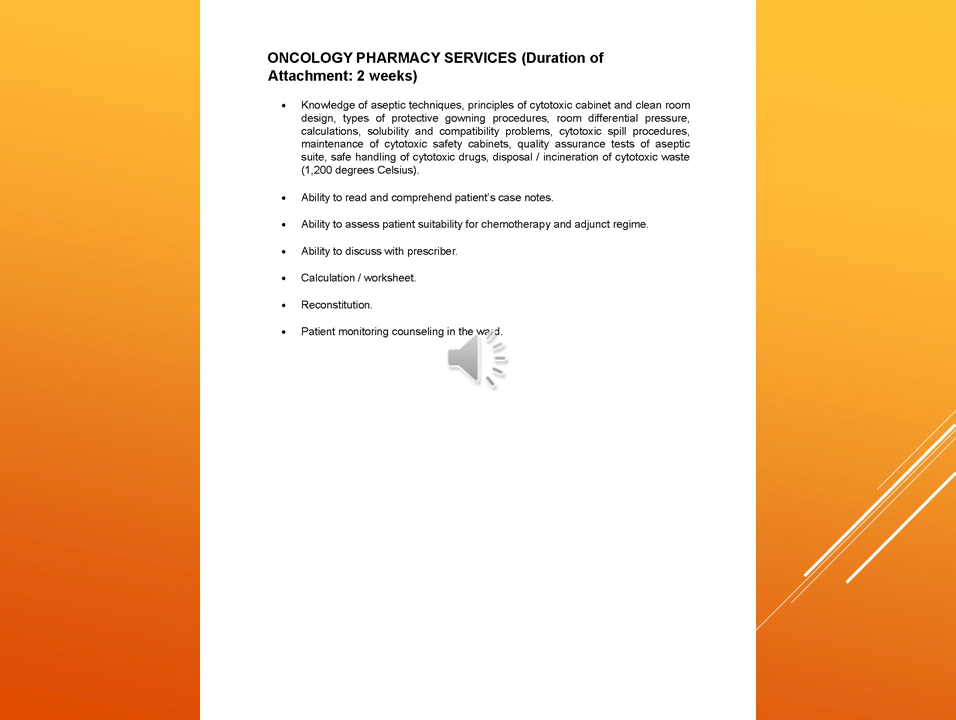 ONCOLOGY PHARMACY SERVICES (Duration of
Attachment: 2 weeks)
• Knowledge of aseptic techniques, principles of cytotoxic cabinet and clean room
design, types of protective gowning procedures, room differential pressure,
calculations, solubility and compatibility problems, cytotoxic spill procedures,
maintenance of cytotoxic safety cabinets, quality assurance tests of aseptic
suite, safe handling of cytotoxic drugs, disposal / incineration of cytotoxic waste
(1,200 degrees Celsius).
• Ability to read and comprehend patient’s case notes.
• Ability to assess patient suitability for chemotherapy and adjunct regime.
• Ability to discuss with prescriber.
• Calculation / worksheet.
• Reconstitution.
• Patient monitoring counseling in the ward.